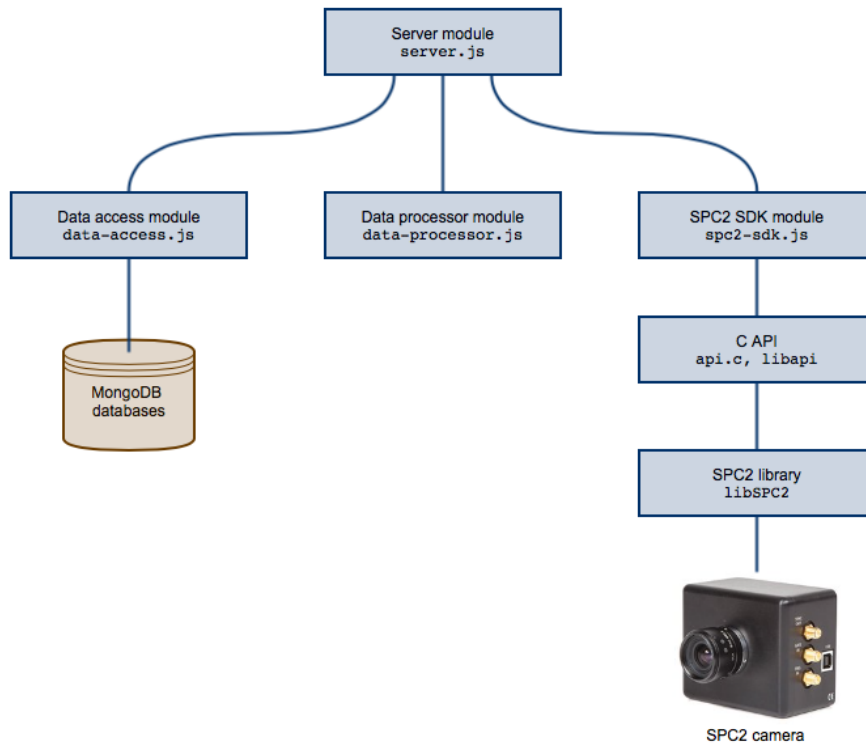 Server module
server.js
Data access module
data-access.js
Data processor module
data-processor.js
SPC2 SDK module
spc2-sdk.js
C API
api.c, libapi
MongoDB
databases
SPC2 library
libSPC2
SPC2 camera